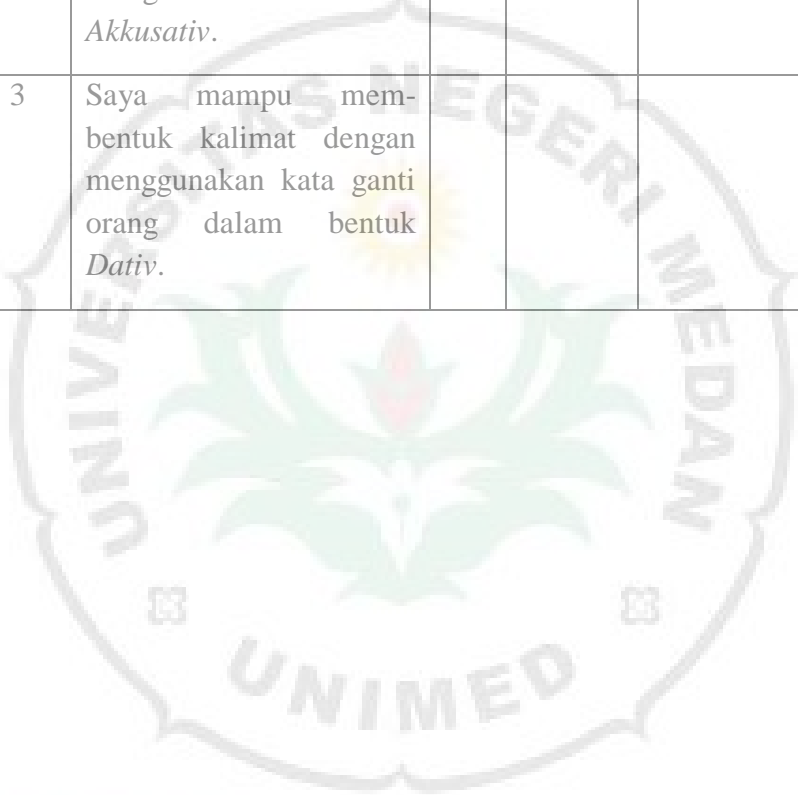 Akkusativ.
3
Saya mampu mem-
bentuk kalimat dengan
menggunakan kata ganti
orang dalam bentuk
Dativ.
UNIVERSITAS NEGERI MEDAN
UNIMED